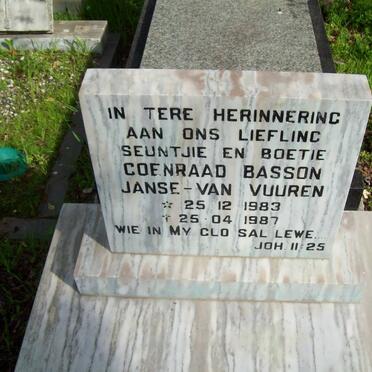 IN TERE HERINNERING
AAN ONS LIEFLING
SEUNTJIE EN BOETIE
COENRAAD BASSON
JANSE-VAN VUUREN
☆ 25 12 1983
† 25 04 1987
WIE IN MY GLO SAL LEWE.
JOH 11:25